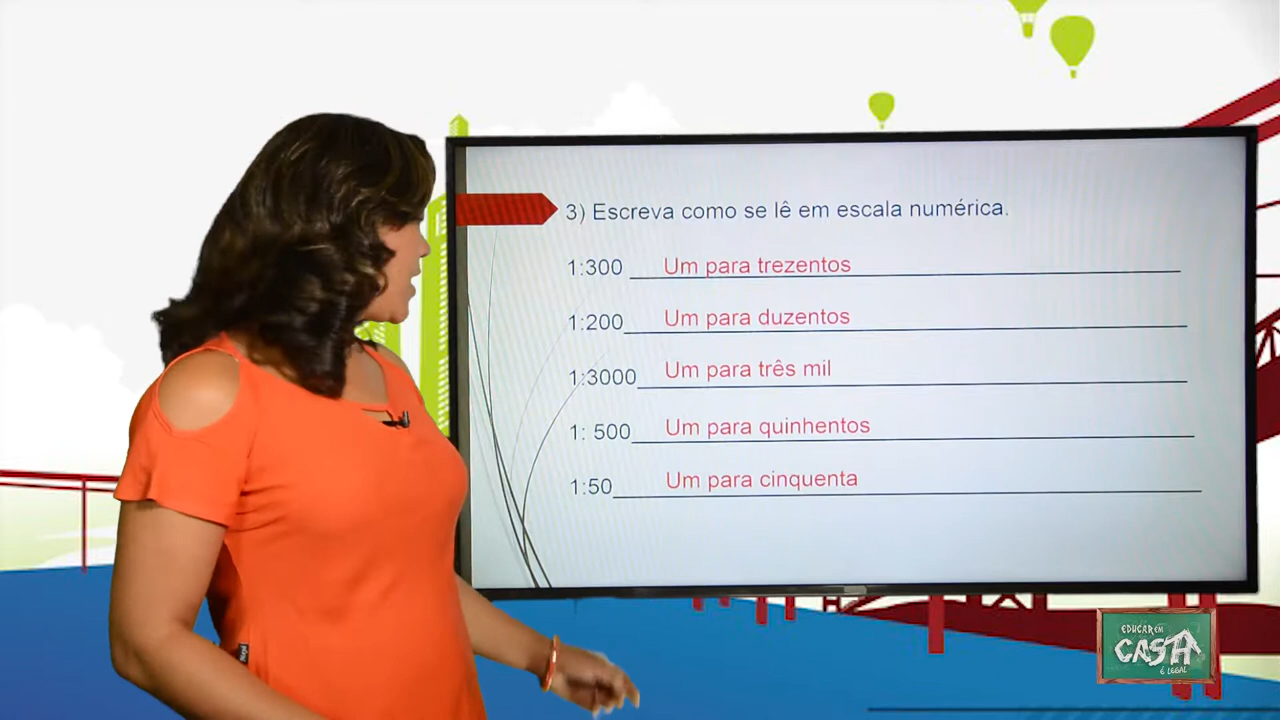 3) Escreva como se lê em escala numérica.
1:300 Um para trezentos
1:200 Um para duzentos
1:3000 Um para três mil
1: 500 Um para quinhentos
1:50 Um para cinquenta
EDUCAR EM
CASA
É LEGAL